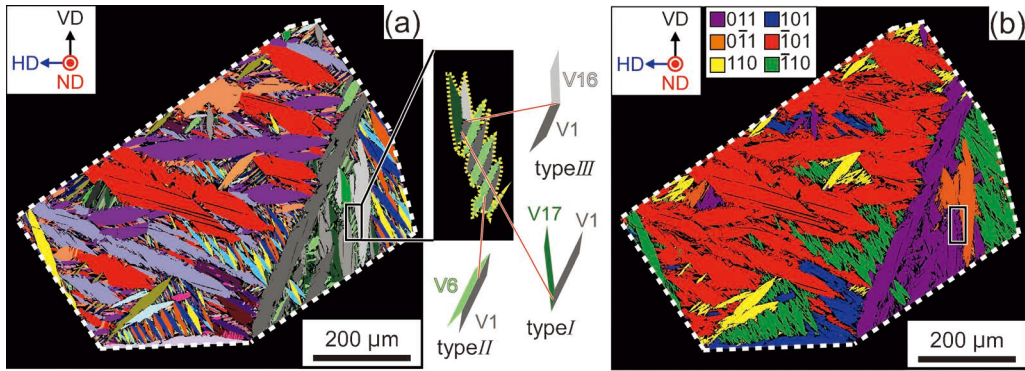 (a)
VD
HD
ND
V16
V1
typeIII
V17
V1
typeI
V6
V1
typeII
200 µm
(b)
VD
HD
ND
011 101
01̄1 1̄01
110 1̄10
200 µm